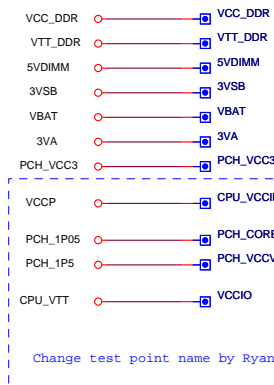 VCC_DDR VCC_DDR
VTT_DDR VTT_DDR
5VDIMM 5VDIMM
3VSB 3VSB
VBAT VBAT
3VA 3VA
PCH_VCC3 PCH_VCC3
VCCP
PCH_1P05 PCH_CORE
PCH_1P5
CPU_VTT VCCIO
Change test point name by Ryan